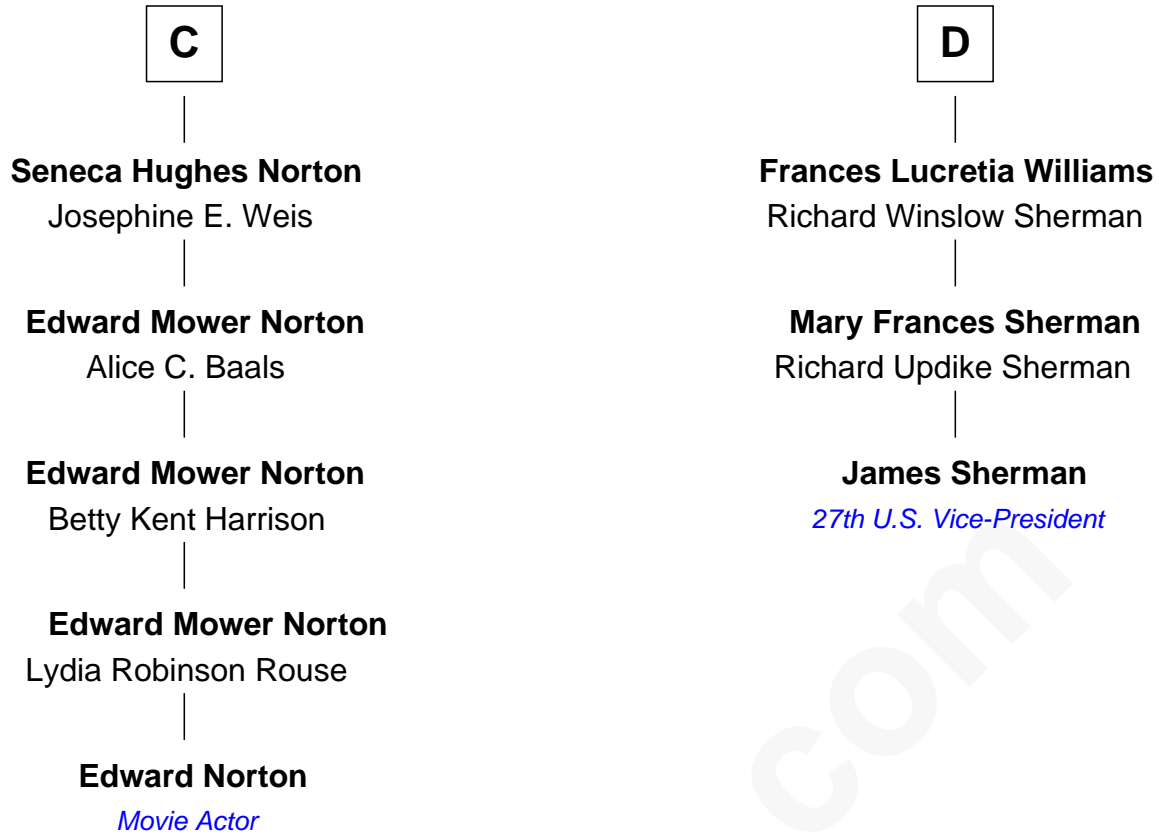 C
Seneca Hughes Norton
Josephine E. Weis
Edward Mower Norton
Alice C. Baals
Edward Mower Norton
Betty Kent Harrison
Edward Mower Norton
Lydia Robinson Rouse
Edward Norton
Movie Actor
D
Frances Lucretia Williams
Richard Winslow Sherman
Mary Frances Sherman
Richard Updike Sherman
James Sherman
27th U.S. Vice-President
com